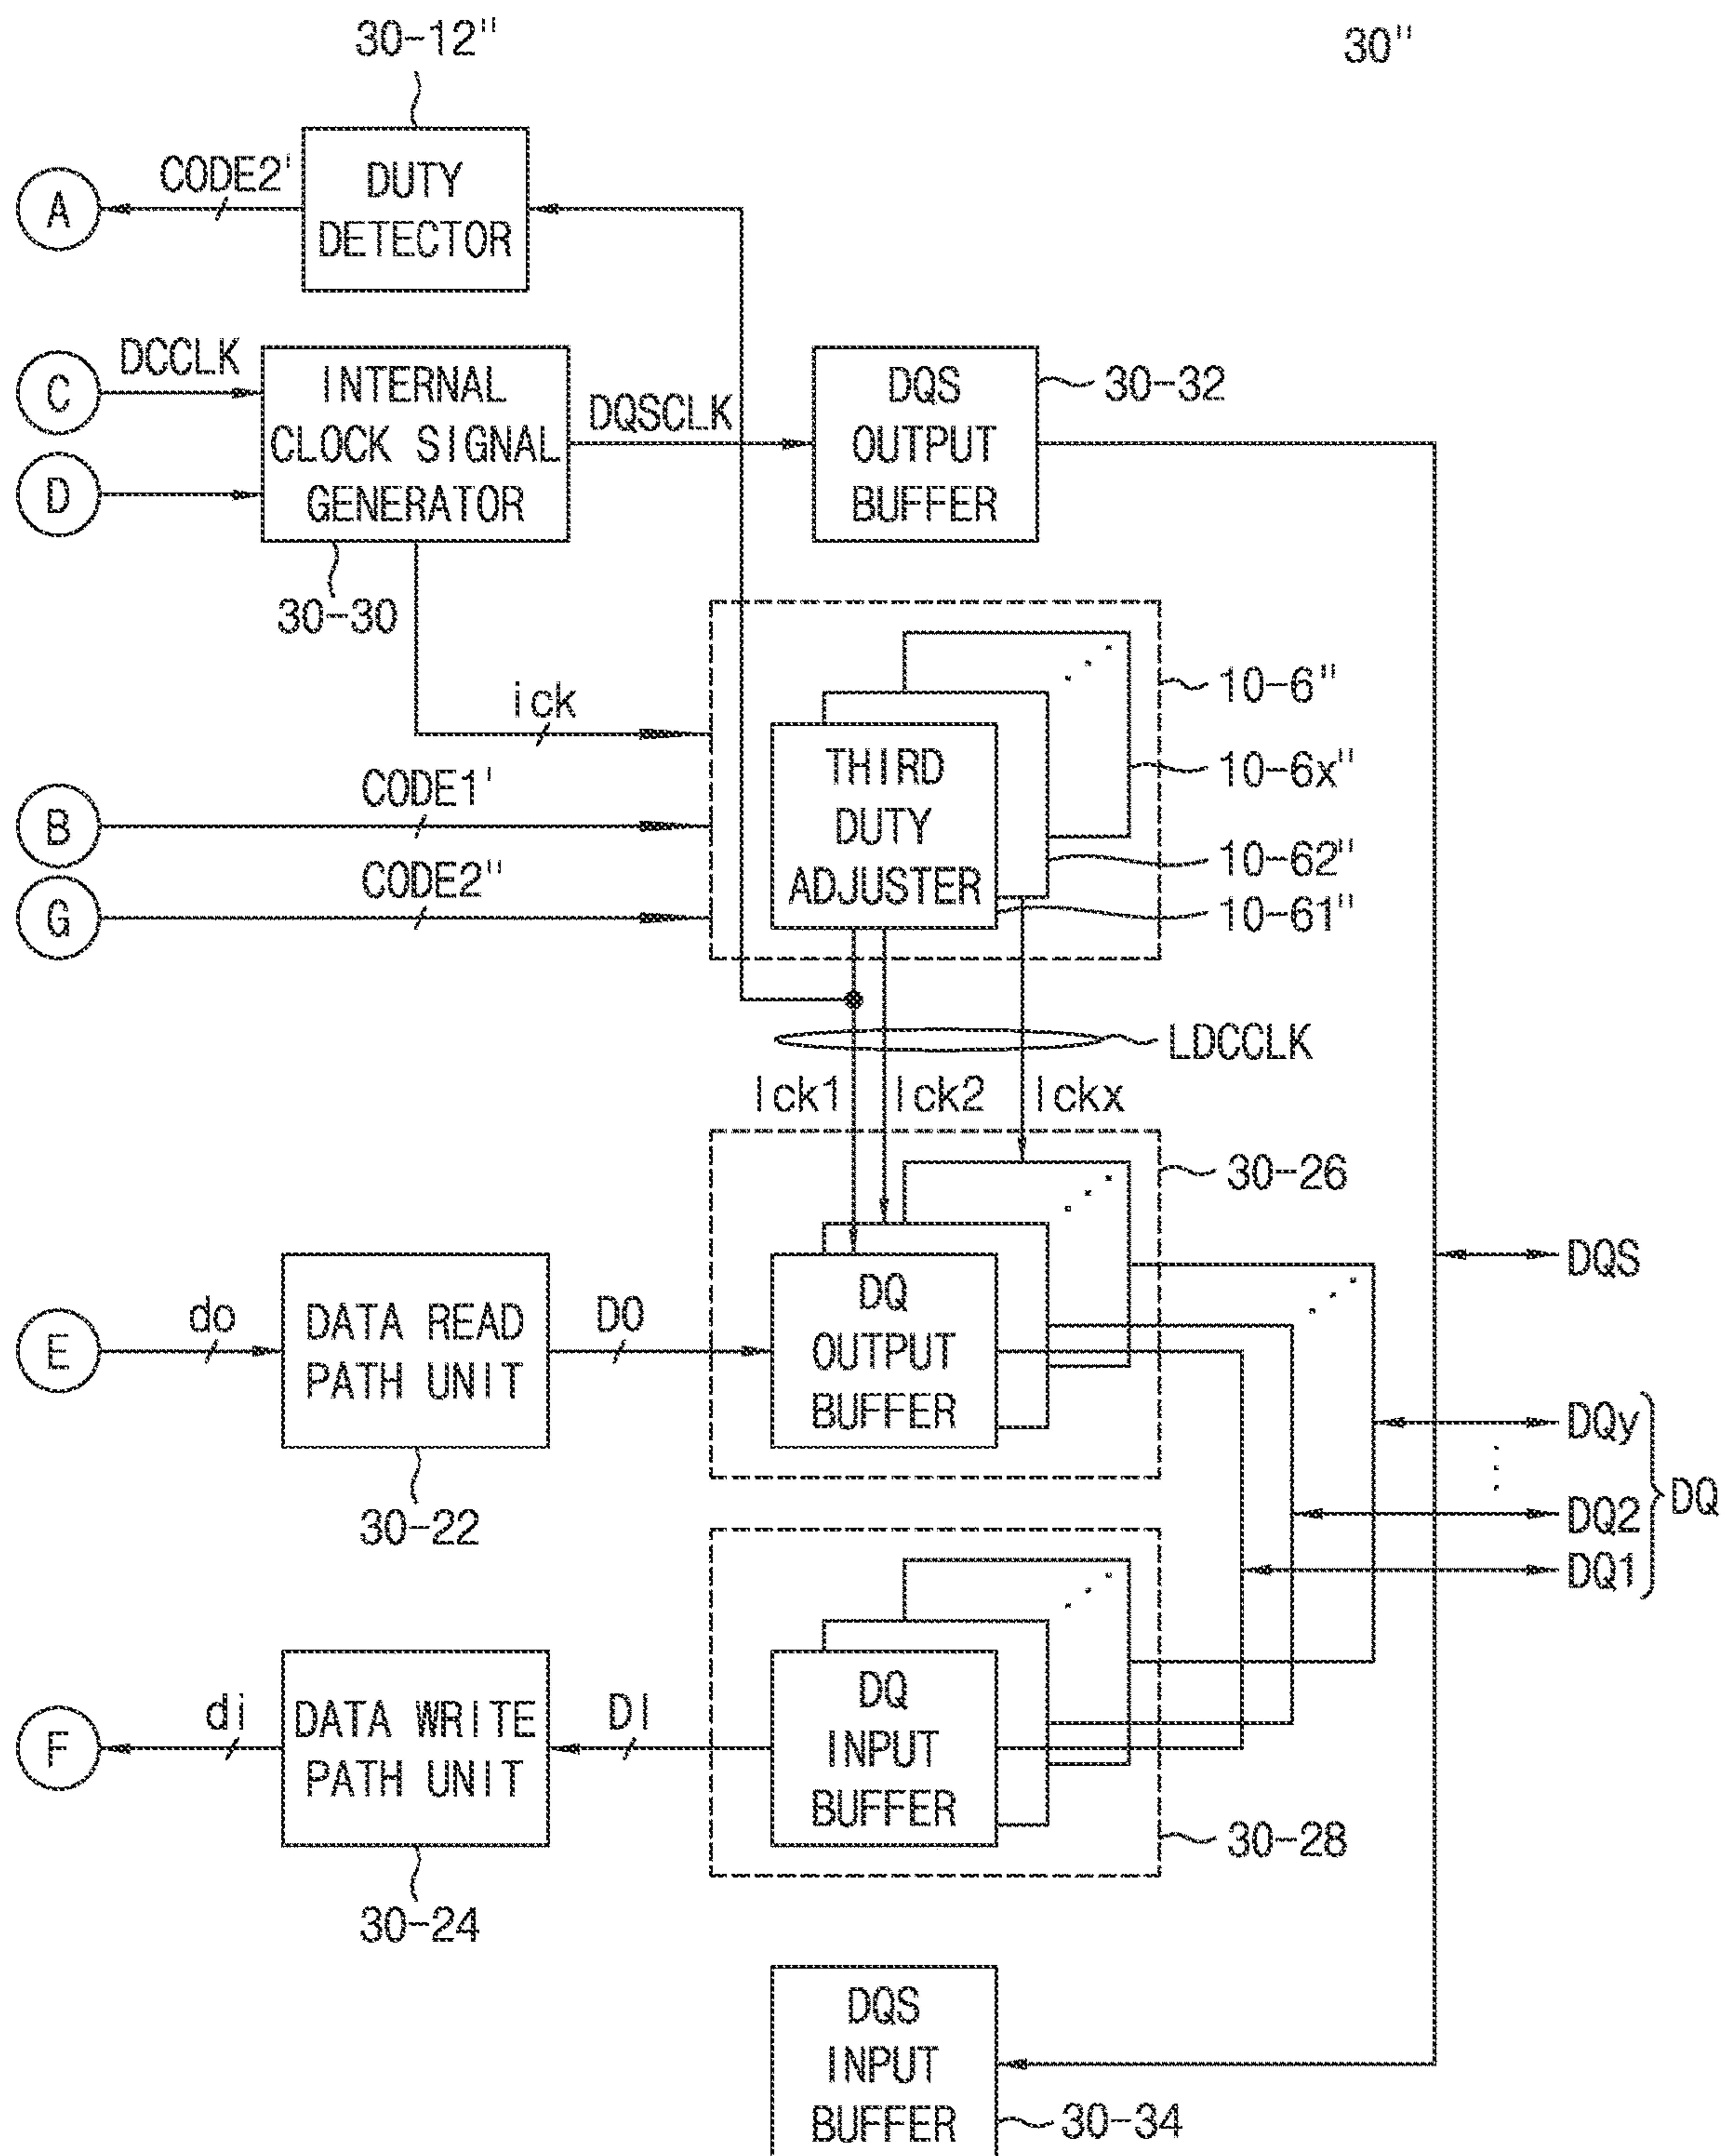 30-12"
30"
DUTY
DETECTOR
CODE2'
A
C
DCCLK
D
INTERNAL
CLOCK SIGNAL
GENERATOR
30-30
DQSCLK
DQS
OUTPUT
BUFFER
30-32
ick
B
CODE1'
G
CODE2"
THIRD
DUTY
ADJUSTER
10-6"
10-6x"
10-62"
10-61"
LDCCLK
lck1
lck2
lckx
30-26
E
do
DATA READ
PATH UNIT
30-22
DO
DQ
OUTPUT
BUFFER
DQS
DQy
DQ2
DQ1
DQ
F
di
DATA WRITE
PATH UNIT
30-24
DI
DQ
INPUT
BUFFER
30-28
DQS
INPUT
BUFFER
30-34